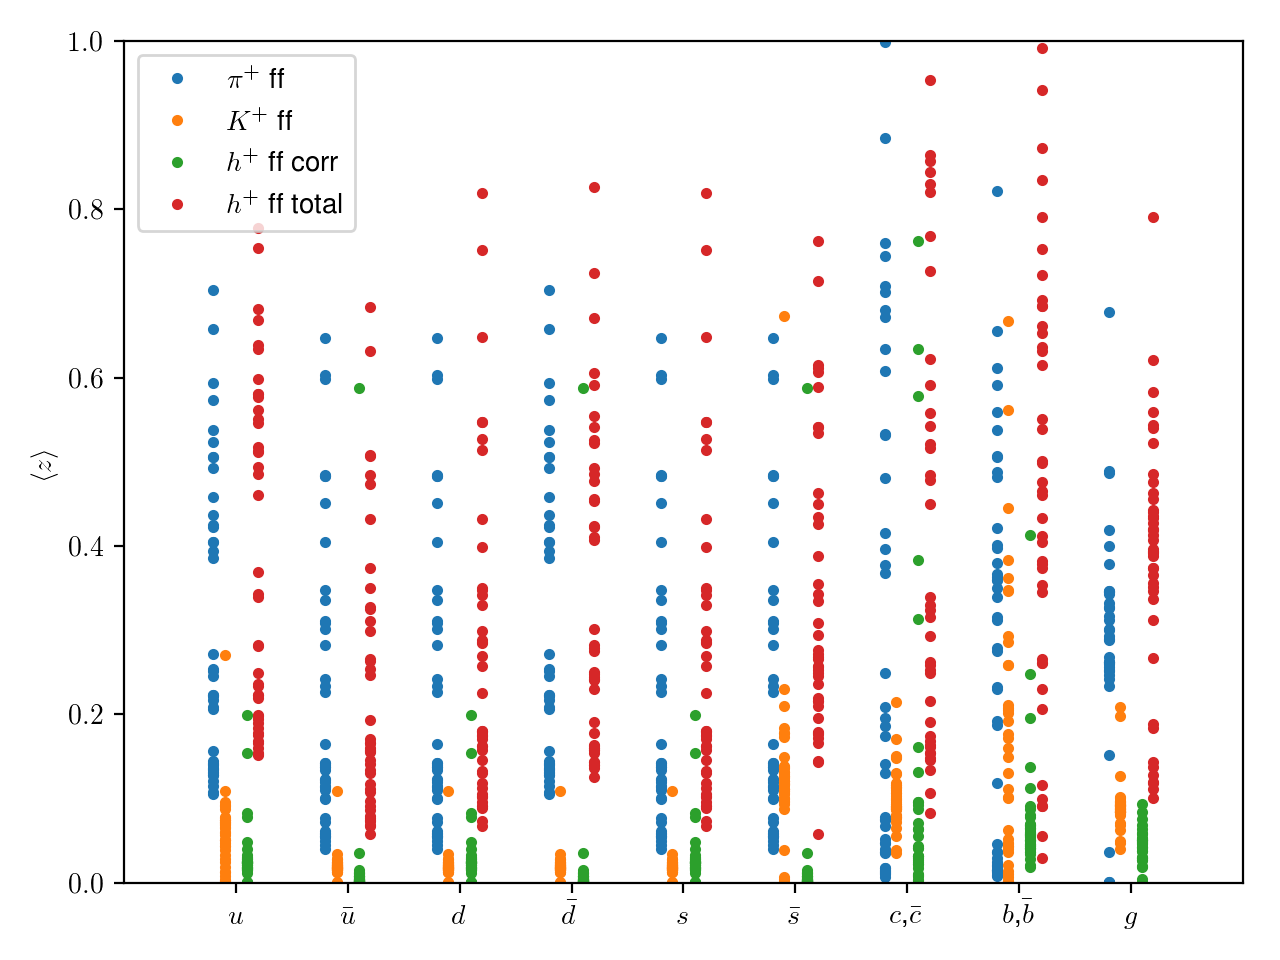 1.0
0.8
0.6
0.4
0.2
0.0
⟨z⟩
π⁺ ff
K⁺ ff
h⁺ ff corr
h⁺ ff total
u ū d d̄ s s̄ c,c̄ b,b̄ g